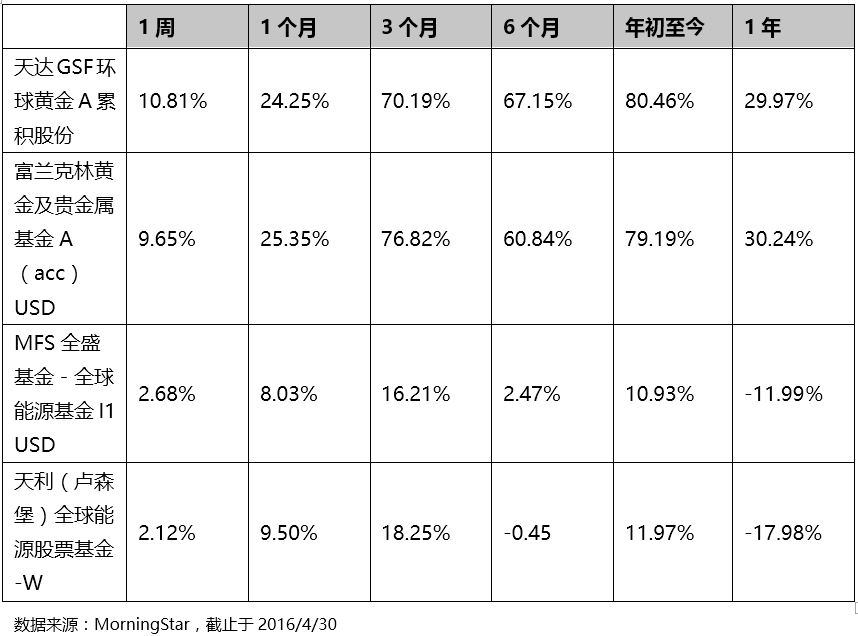 1周 1个月 3个月 6个月 年初至今 1年
天达GSF环
球黄金A累
积股份
10.81% 24.25% 70.19% 67.15% 80.46% 29.97%
富兰克林黄
金及贵金属
基金A
（acc）
USD
9.65% 25.35% 76.82% 60.84% 79.19% 30.24%
MFS 全盛
基金－全球
能源基金I1
USD
2.68% 8.03% 16.21% 2.47% 10.93% -11.99%
天利（卢森
堡）全球能
源股票基金
-W
2.12% 9.50% 18.25% -0.45 11.97% -17.98%
数据来源：MorningStar，截止于2016/4/30